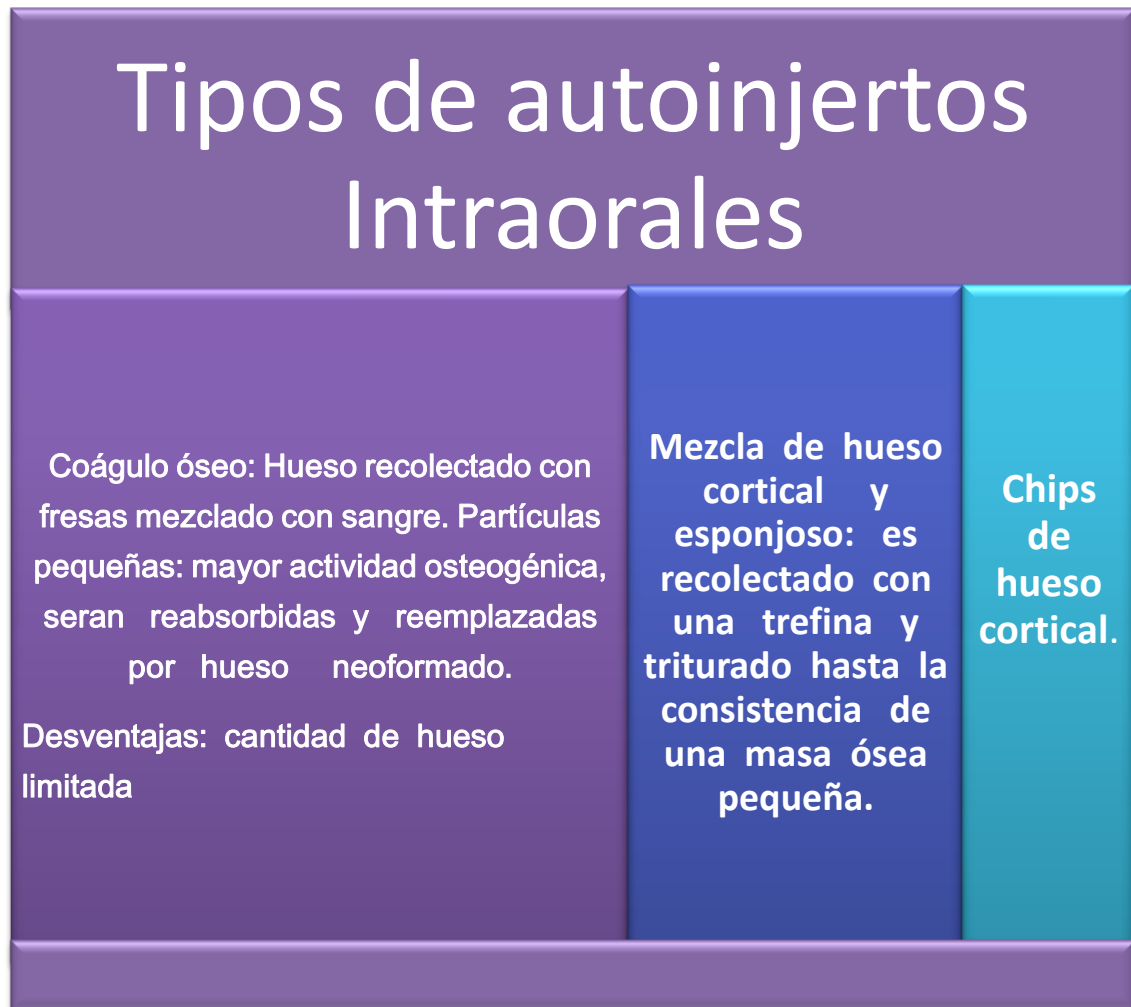 Tipos de autoinjertos
Intraorales
Coágulo óseo: Hueso recolectado con
fresas mezclado con sangre. Partículas
pequeñas: mayor actividad osteogénica,
seran reabsorbidas y reemplazadas
por hueso neoformado.
Desventajas: cantidad de hueso
limitada
Mezcla de hueso
cortical y
esponjoso: es
recolectado con
una trefina y
triturado hasta la
consistencia de
una masa ósea
pequeña.
Chips
de
hueso
cortical.